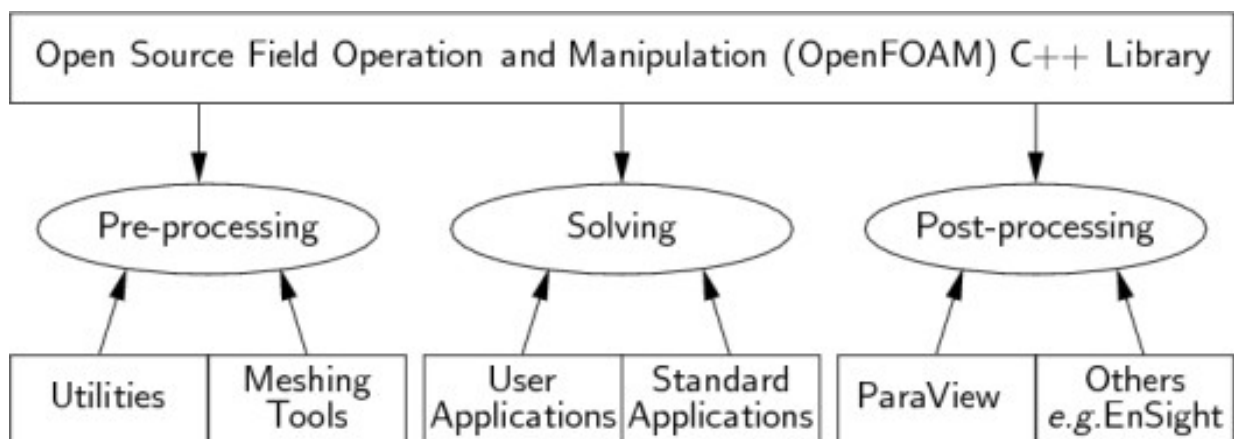 Open Source Field Operation and Manipulation (OpenFOAM) C++ Library
Pre-processing
Solving
Post-processing
Utilities
Meshing
Tools
User
Applications
Standard
Applications
ParaView
Others
e.g.EnSight